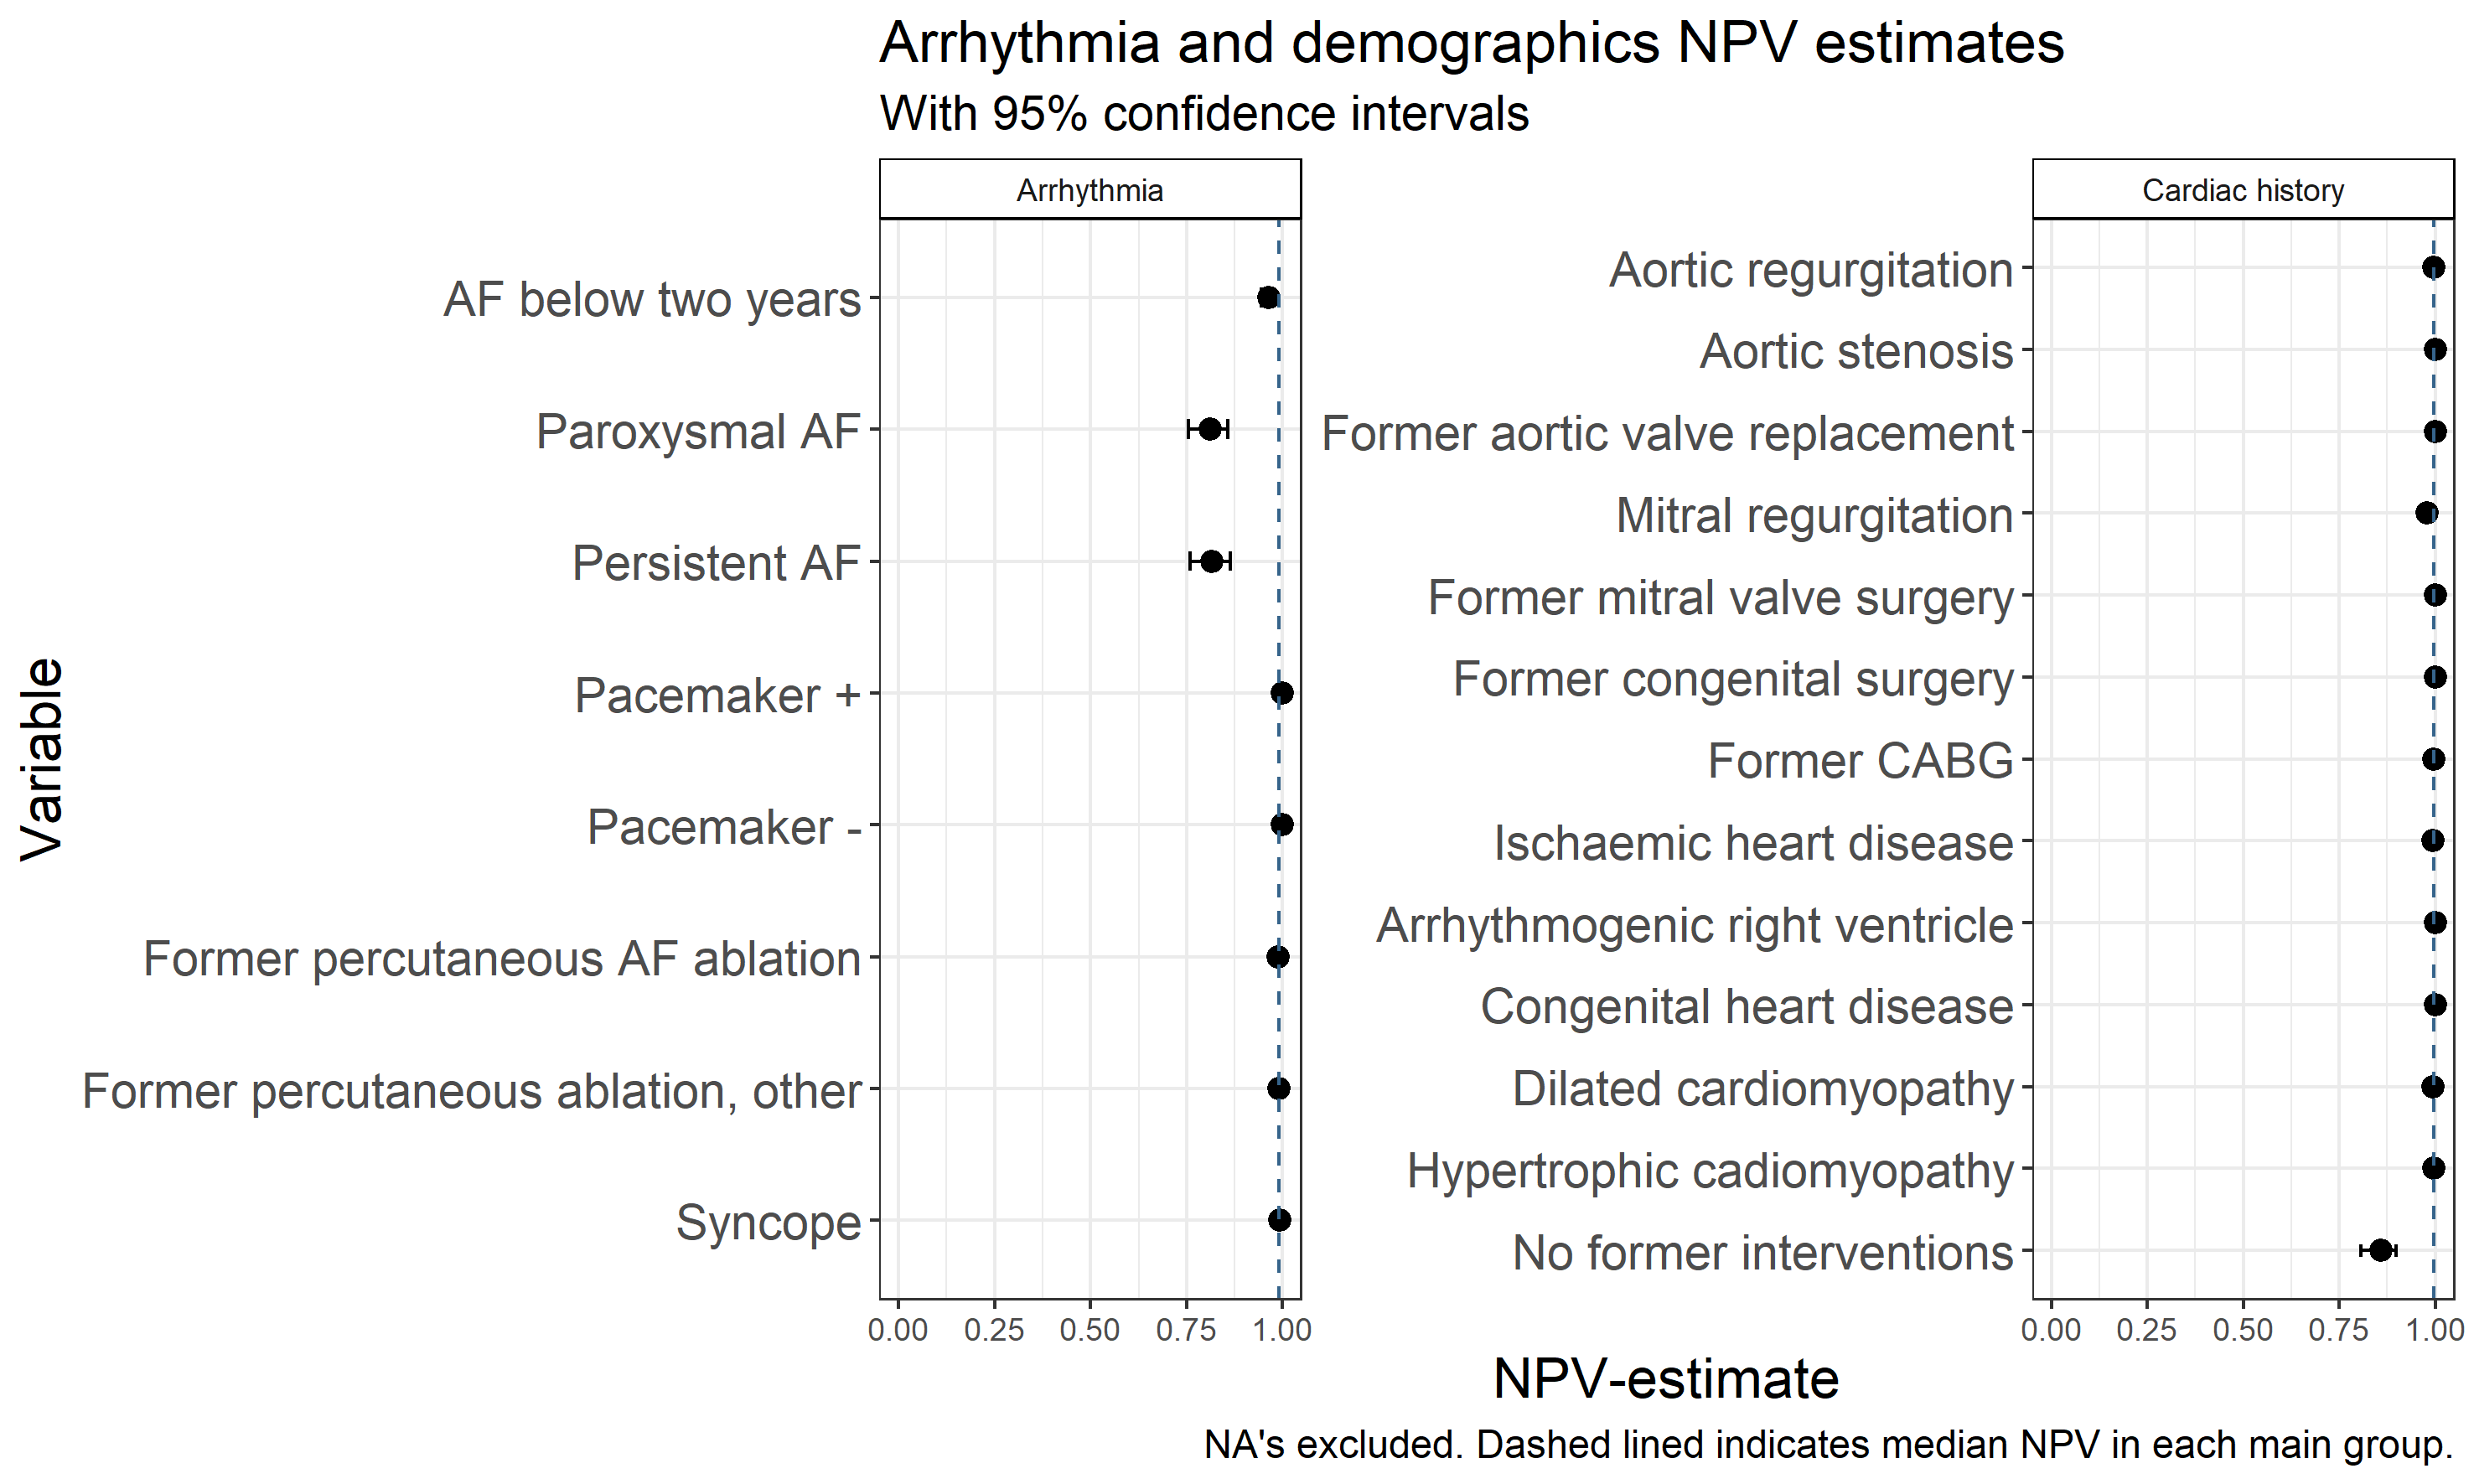 Arrhythmia and demographics NPV estimates
With 95% confidence intervals
Arrhythmia
Cardiac history
Variable
AF below two years
Paroxysmal AF
Persistent AF
Pacemaker +
Pacemaker -
Former percutaneous AF ablation
Former percutaneous ablation, other
Syncope
0.00 0.25 0.50 0.75 1.00
Aortic regurgitation
Aortic stenosis
Former aortic valve replacement
Mitral regurgitation
Former mitral valve surgery
Former congenital surgery
Former CABG
Ischaemic heart disease
Arrhythmogenic right ventricle
Congenital heart disease
Dilated cardiomyopathy
Hypertrophic cadiomyopathy
No former interventions
0.00 0.25 0.50 0.75 1.00
NPV-estimate
NA's excluded. Dashed lined indicates median NPV in each main group.